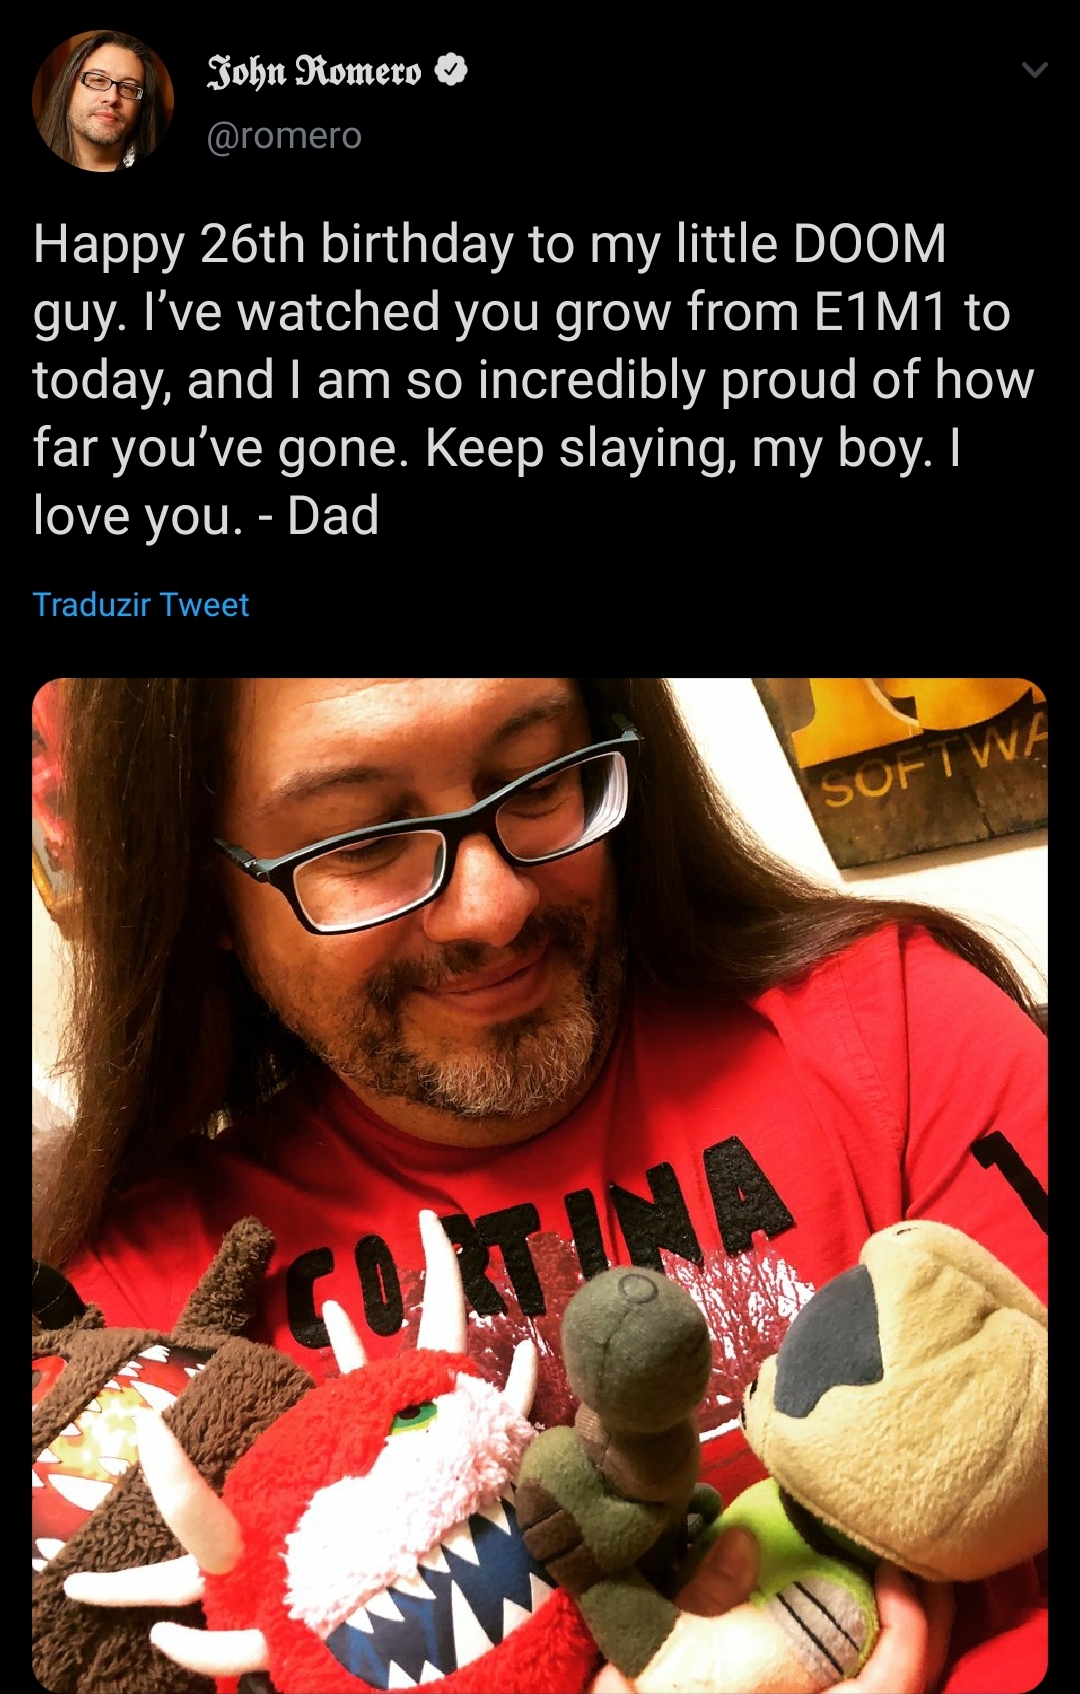 John Romero
@romero
Happy 26th birthday to my little DOOM
guy. I’ve watched you grow from E1M1 to
today, and I am so incredibly proud of how
far you’ve gone. Keep slaying, my boy. I
love you. - Dad
Traduzir Tweet
SOFTWA
CORTINA
1